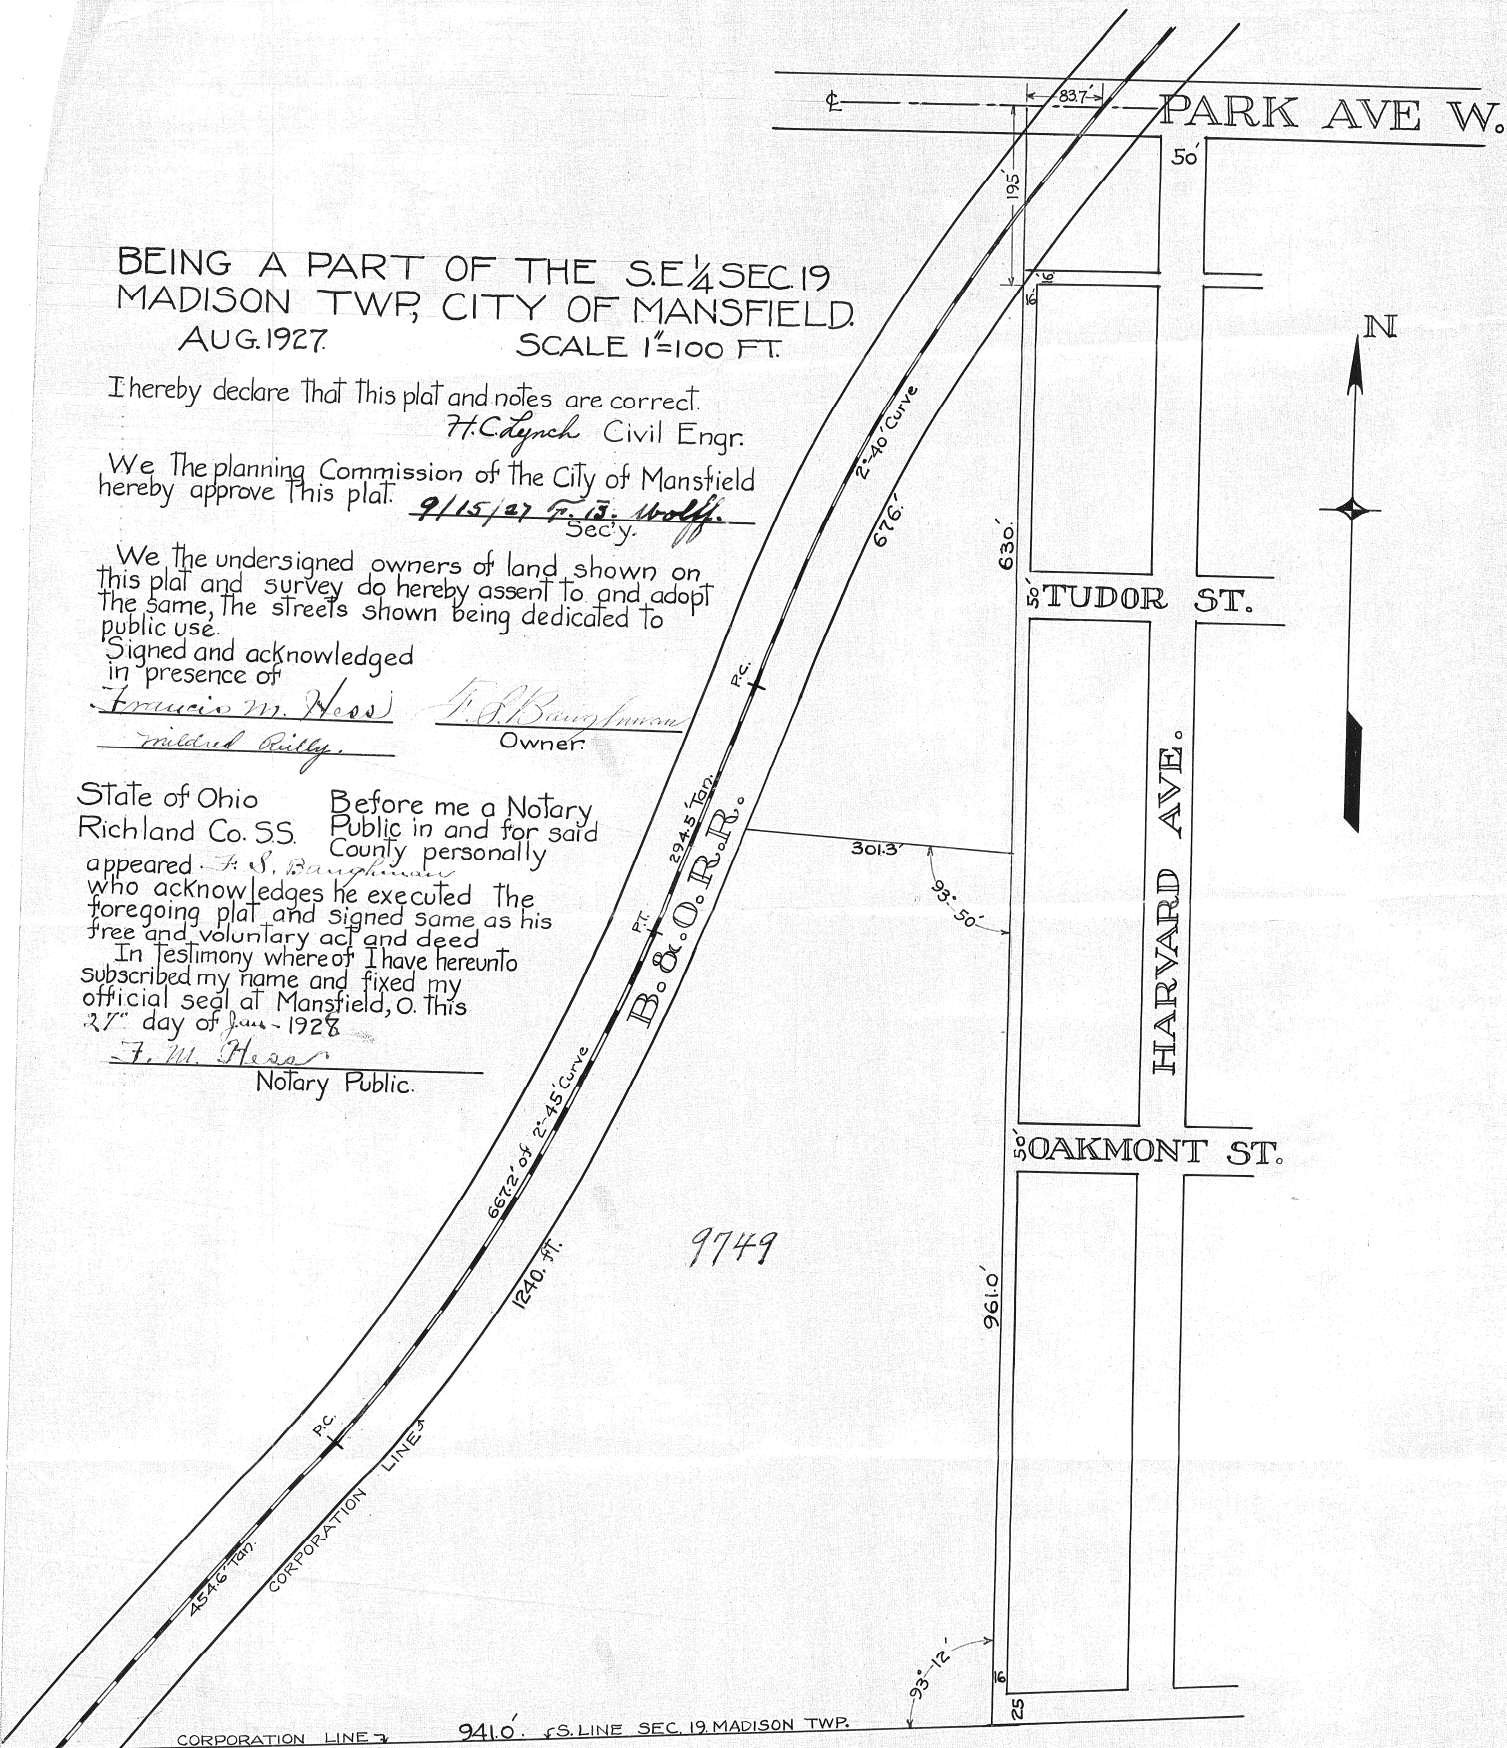 ℄
83.7'
PARK AVE W.
50'
195'
16'
16'
BEING A PART OF THE S.E ¼ SEC. 19
MADISON TWP, CITY OF MANSFIELD.
AUG. 1927. SCALE 1"=100 FT.
N
I hereby declare that this plat and notes are correct.
H.C. Lynch Civil Engr.
2°-40' Curve
We the planning Commission of the City of Mansfield
hereby approve this plat.
9/15/27 F. B. Wolff.
Sec'y.
676.'
630.'
We the undersigned owners of land shown on
this plat and survey do hereby assent to and adopt
the same, the streets shown being dedicated to
public use.
50'
TUDOR ST.
Signed and acknowledged
in presence of
Francis M. Hess
F. S. Baughman
Mildred Reilly.
Owner.
P.C.
HARVARD AVE.
State of Ohio
Richland Co. S.S.
Before me a Notary
Public in and for said
County personally
appeared F. S. Baughman
who acknowledges he executed the
foregoing plat and signed same as his
free and voluntary act and deed
In testimony whereof I have hereunto
subscribed my name and fixed my
official seal at Mansfield, O. this
27" day of Jan - 1928
F. M. Hess
Notary Public.
294.5' Tan.
301.3'
93°-50'
P.T.
B. & O. R. R.
667.2' of 2°-45' Curve
50'
OAKMONT ST.
1240. ft.
9749
961.0'
P.C.
CORPORATION LINE
454.6' Tan.
93°-12'
16
25
CORPORATION LINE
941.0'. S. LINE SEC. 19. MADISON TWP.